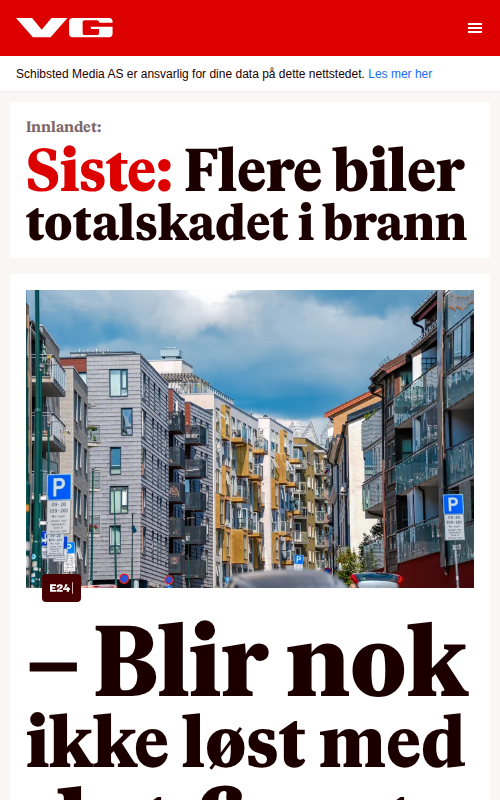 VG
Schibsted Media AS er ansvarlig for dine data på dette nettstedet. Les mer her
Innlandet:
Siste: Flere biler
totalskadet i brann
P
P
P
P
E24
– Blir nok
ikke løst med